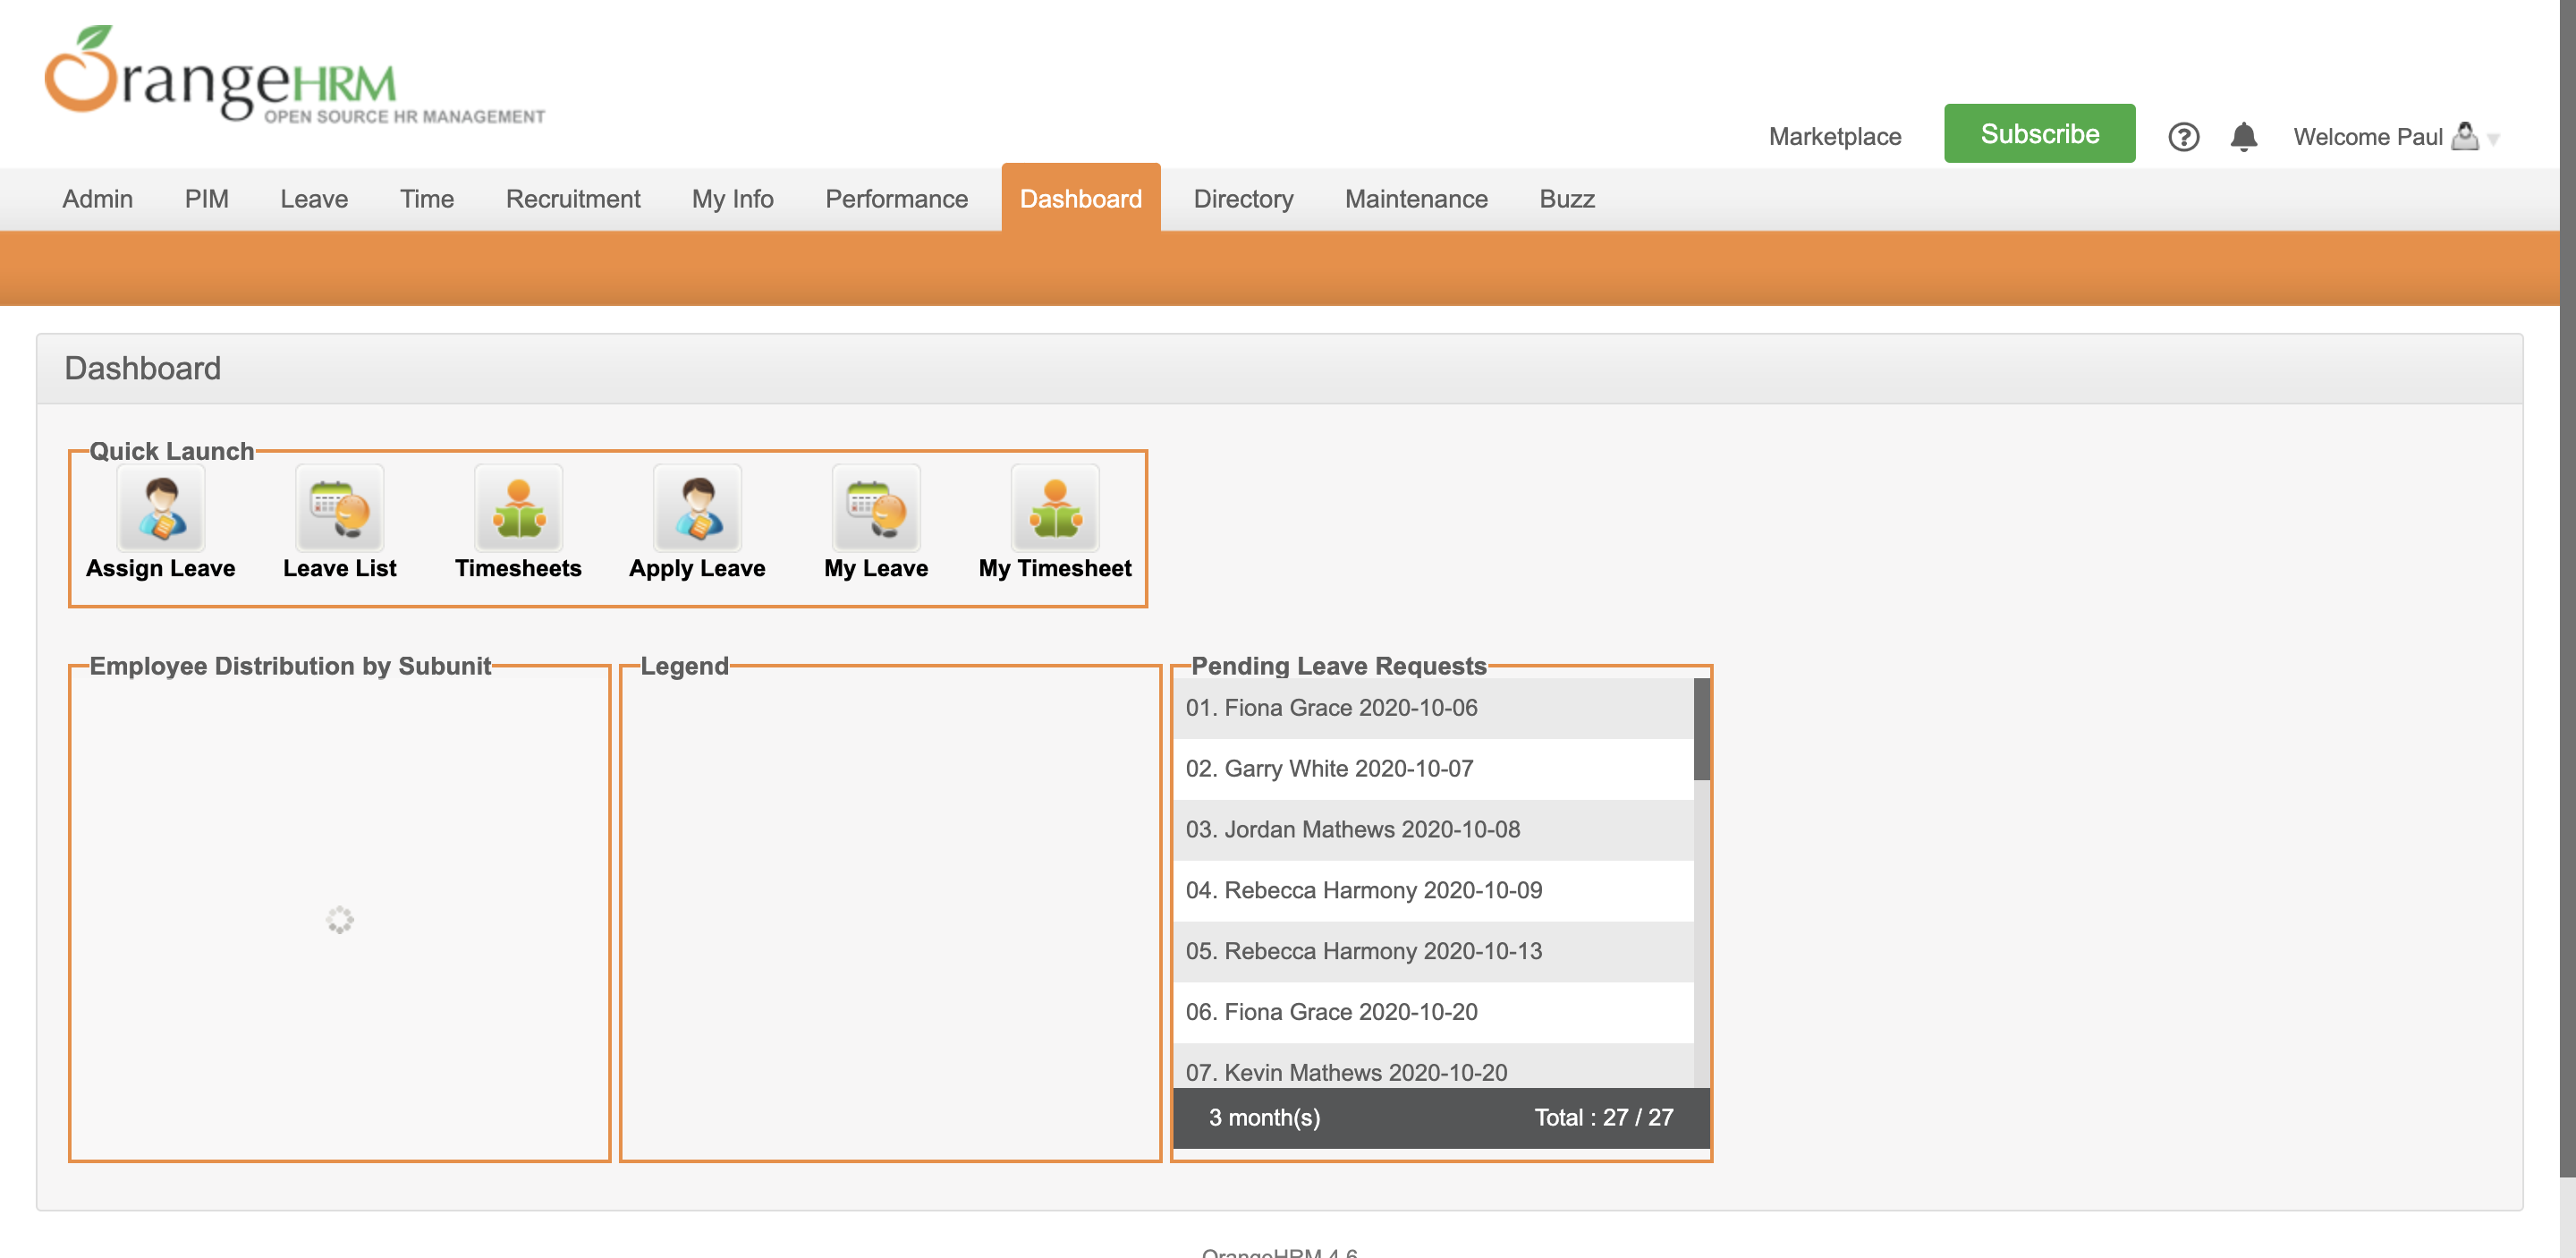 OrangeHRM
OPEN SOURCE HR MANAGEMENT
Marketplace
Subscribe
?
Welcome Paul
Admin PIM Leave Time Recruitment My Info Performance Dashboard Directory Maintenance Buzz
Dashboard
Quick Launch
Assign Leave Leave List Timesheets Apply Leave My Leave My Timesheet
Employee Distribution by Subunit
Legend
Pending Leave Requests
01. Fiona Grace 2020-10-06
02. Garry White 2020-10-07
03. Jordan Mathews 2020-10-08
04. Rebecca Harmony 2020-10-09
05. Rebecca Harmony 2020-10-13
06. Fiona Grace 2020-10-20
07. Kevin Mathews 2020-10-20
3 month(s) Total : 27 / 27
OrangeHRM 4.6